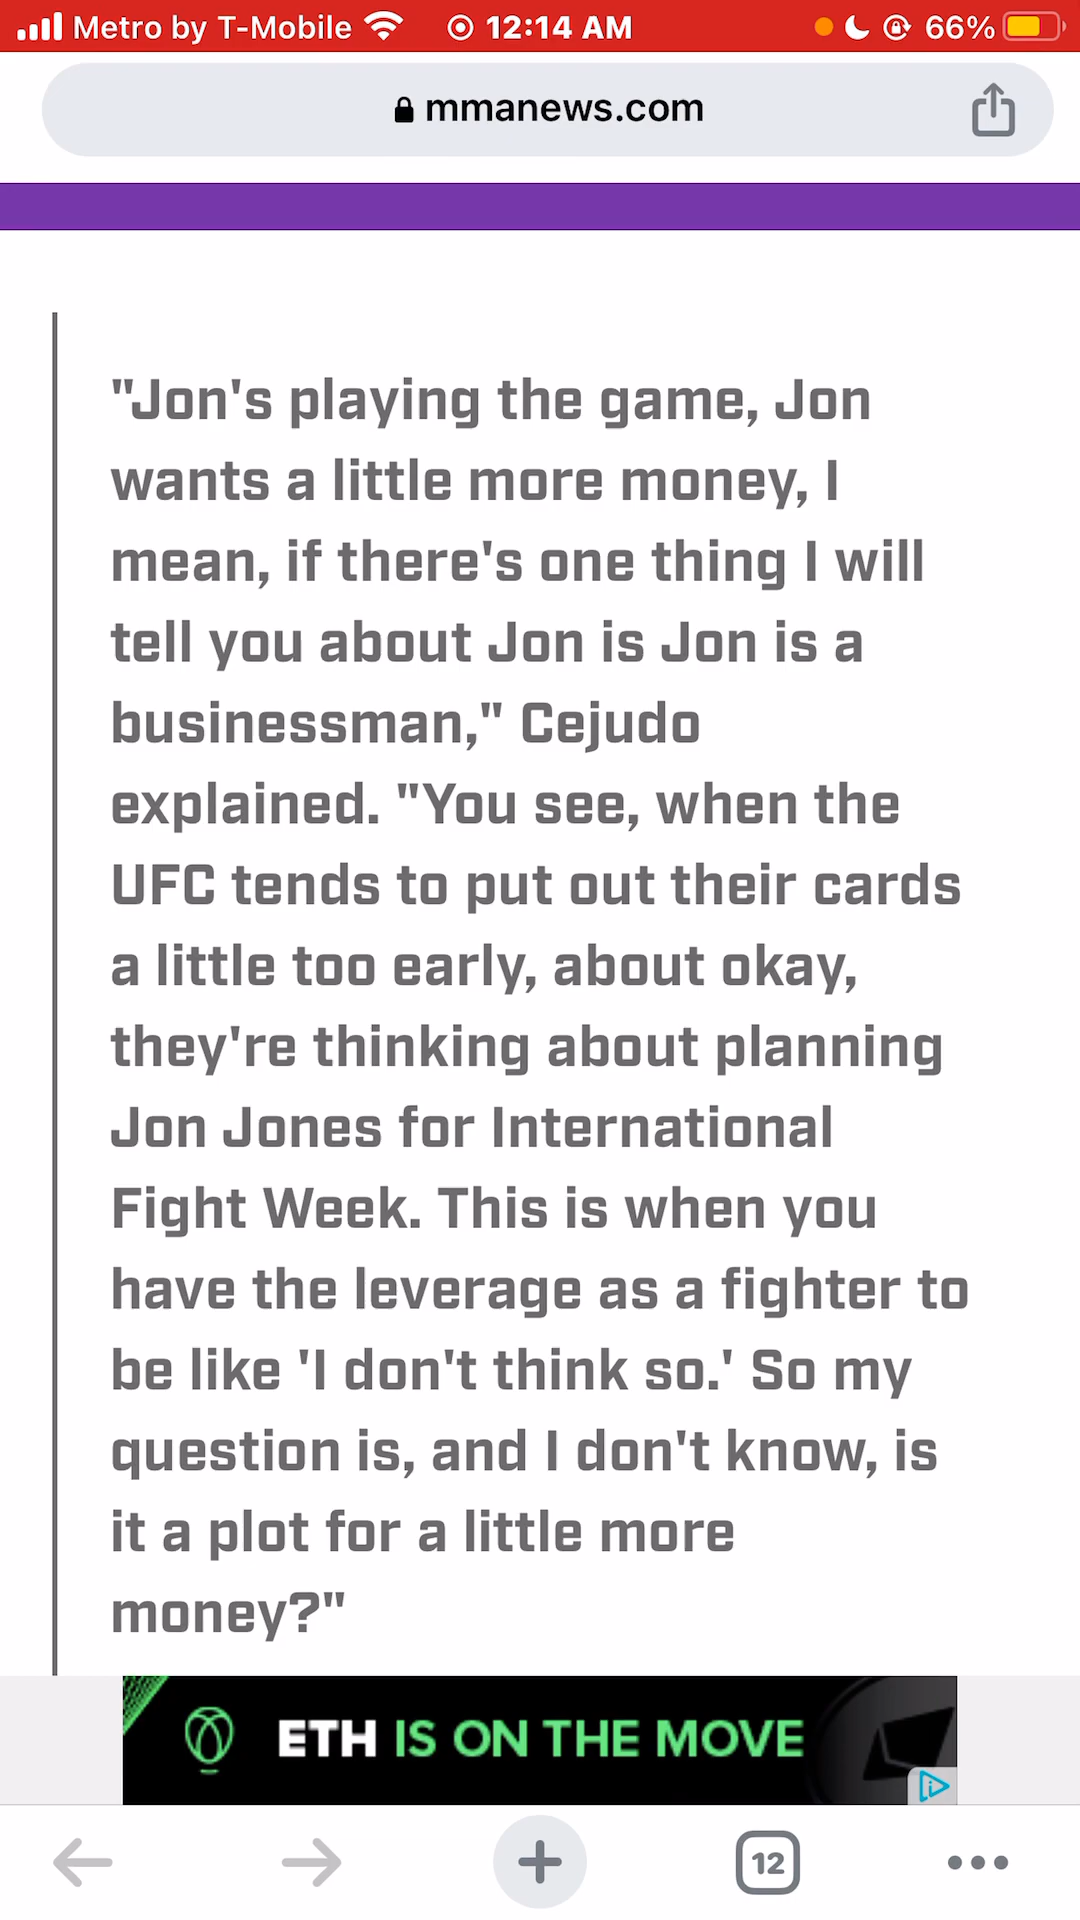 Metro by T-Mobile 12:14 AM 66%
mmanews.com
"Jon's playing the game, Jon
wants a little more money, I
mean, if there's one thing I will
tell you about Jon is Jon is a
businessman," Cejudo
explained. "You see, when the
UFC tends to put out their cards
a little too early, about okay,
they're thinking about planning
Jon Jones for International
Fight Week. This is when you
have the leverage as a fighter to
be like 'I don't think so.' So my
question is, and I don't know, is
it a plot for a little more
money?"
ETH IS ON THE MOVE
12